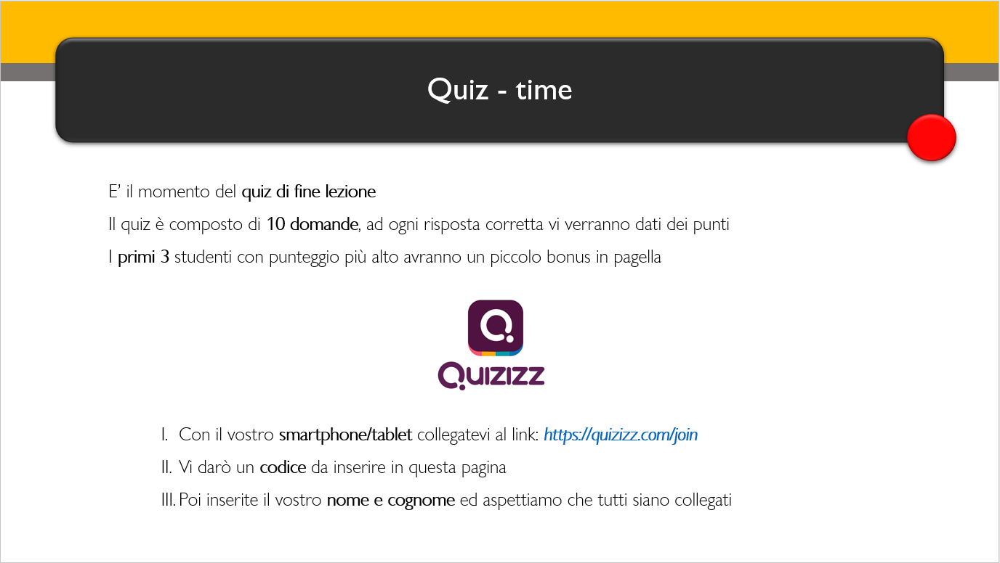 Quiz - time
E’ il momento del quiz di fine lezione
Il quiz è composto di 10 domande, ad ogni risposta corretta vi verranno dati dei punti
I primi 3 studenti con punteggio più alto avranno un piccolo bonus in pagella
Q
Quizizz
I. Con il vostro smartphone/tablet collegatevi al link: https://quizizz.com/join
II. Vi darò un codice da inserire in questa pagina
III. Poi inserite il vostro nome e cognome ed aspettiamo che tutti siano collegati